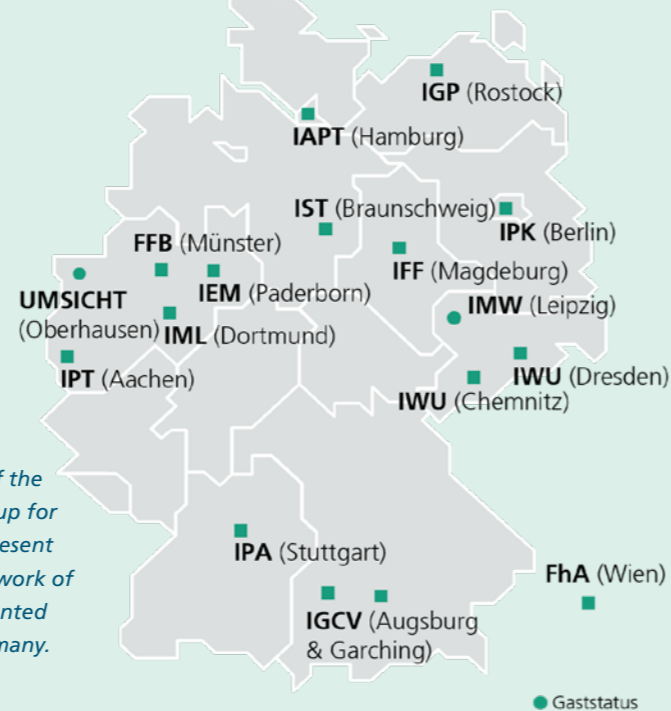 IGP (Rostock)
IAPT (Hamburg)
IST (Braunschweig)
IPK (Berlin)
FFB (Münster)
IFF (Magdeburg)
IEM (Paderborn)
UMSICHT
(Oberhausen)
IMW (Leipzig)
IML (Dortmund)
IPT (Aachen)
IWU (Dresden)
IWU (Chemnitz)
f the
up for
esent
work of
nted
many.
IPA (Stuttgart)
FhA (Wien)
IGCV (Augsburg
& Garching)
Gaststatus